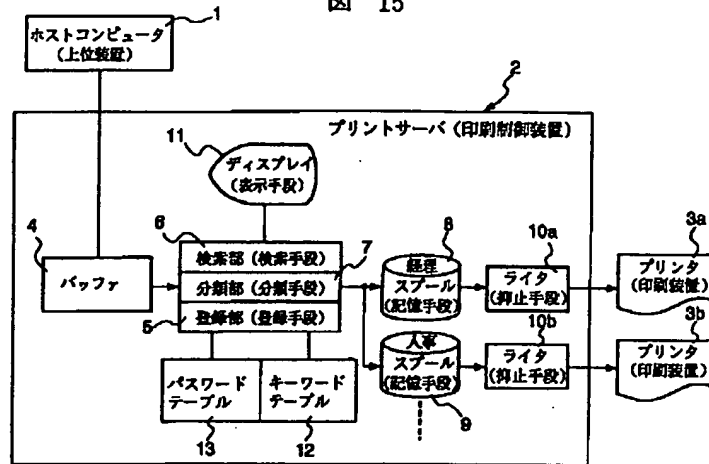 図 15
1
ホストコンピュータ
(上位装置)
2
プリントサーバ(印刷制御装置)
11
ディスプレイ
(表示手段)
6
検索部(検索手段)
7
分類部(分類手段)
5
登録部(登録手段)
4
バッファ
8
経理
スプール
(記憶手段)
10a
ライタ
(抑止手段)
3a
プリンタ
(印刷装置)
人事
スプール
(記憶手段)
9
10b
ライタ
(抑止手段)
3b
プリンタ
(印刷装置)
パスワード
テーブル
13
キーワード
テーブル
12